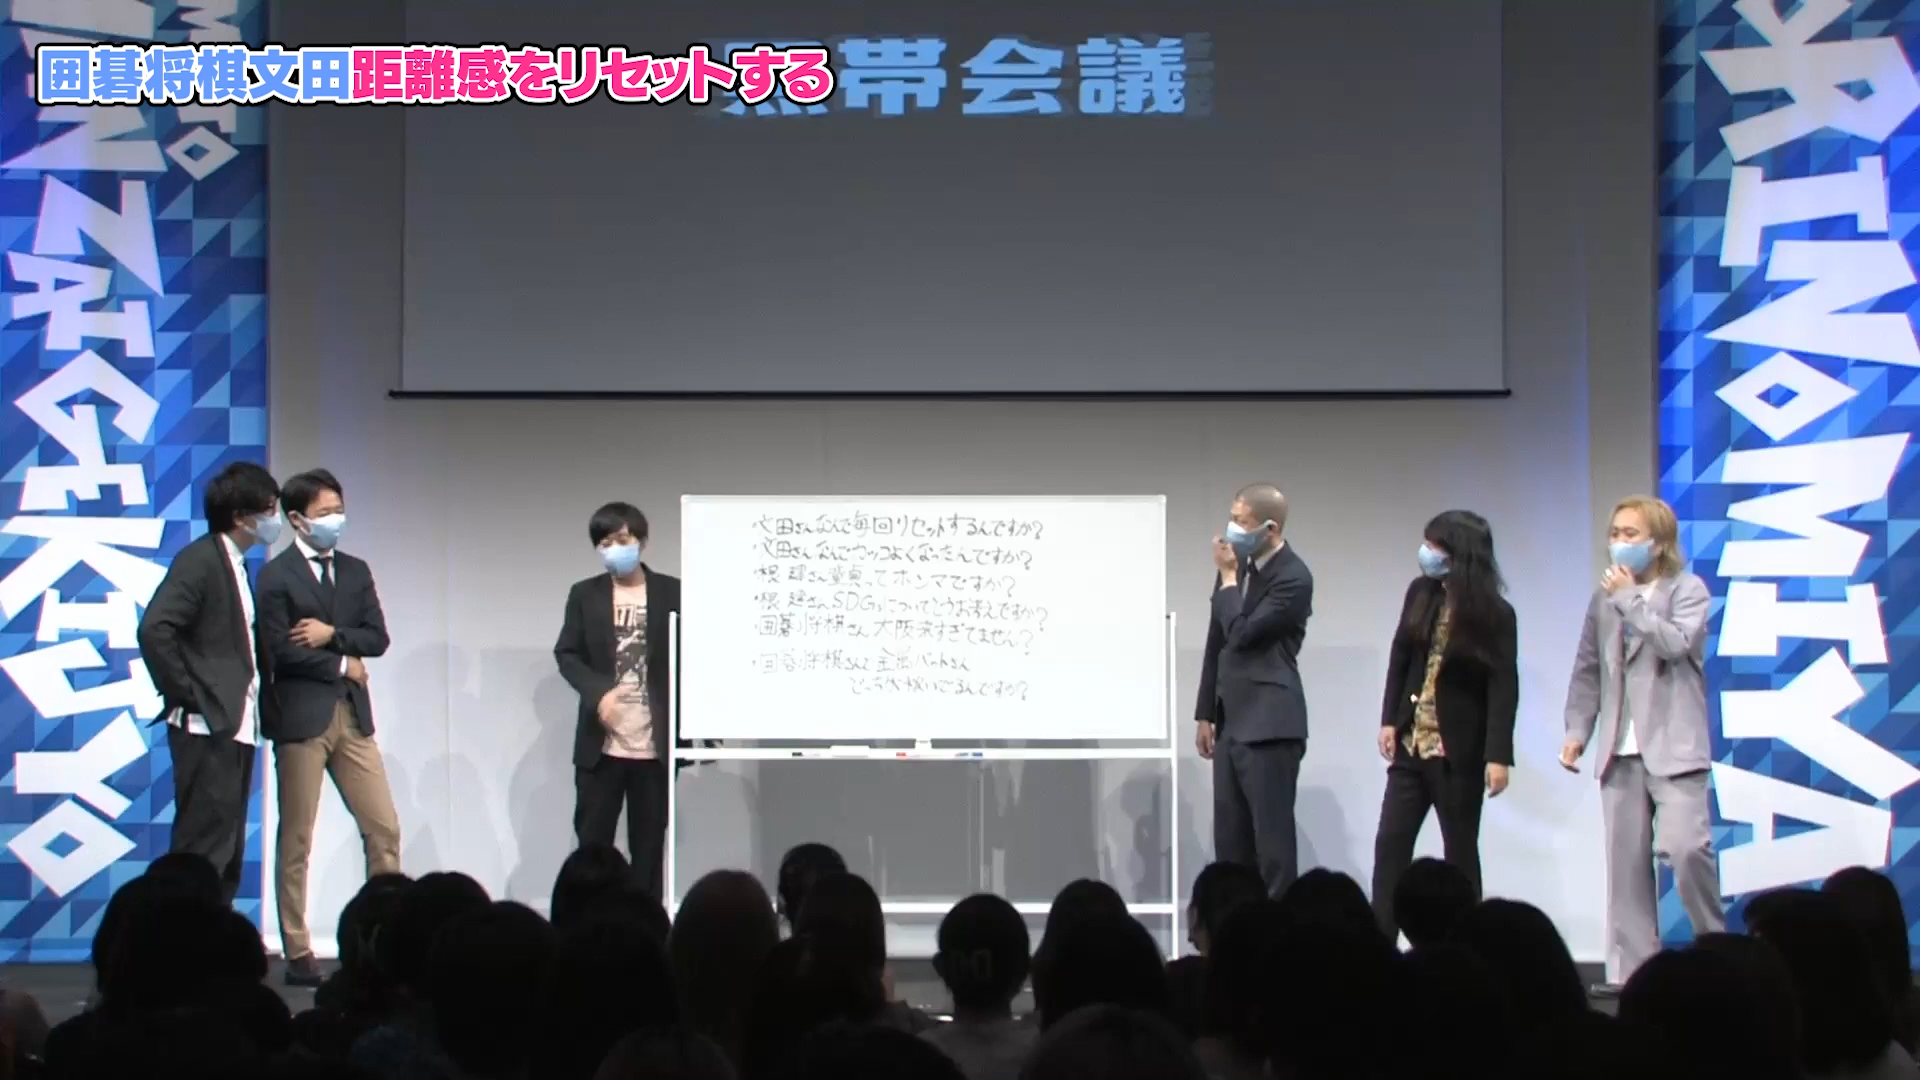 囲碁将棋文田距離感をリセットする
黒帯会議
MORINOMIYA
MANZAIGEKIJYO
・文田さんなんで毎回リセットするんですか?
・文田さんなんでカッコよくなったんですか?
・根建さん童貞ってホンマですか?
・根建さんSDGsについてどうお考えですか?
・囲碁将棋さん大阪来すぎてません?
・囲碁将棋さんと金属バットさん
どっちが稼いでるんですか?